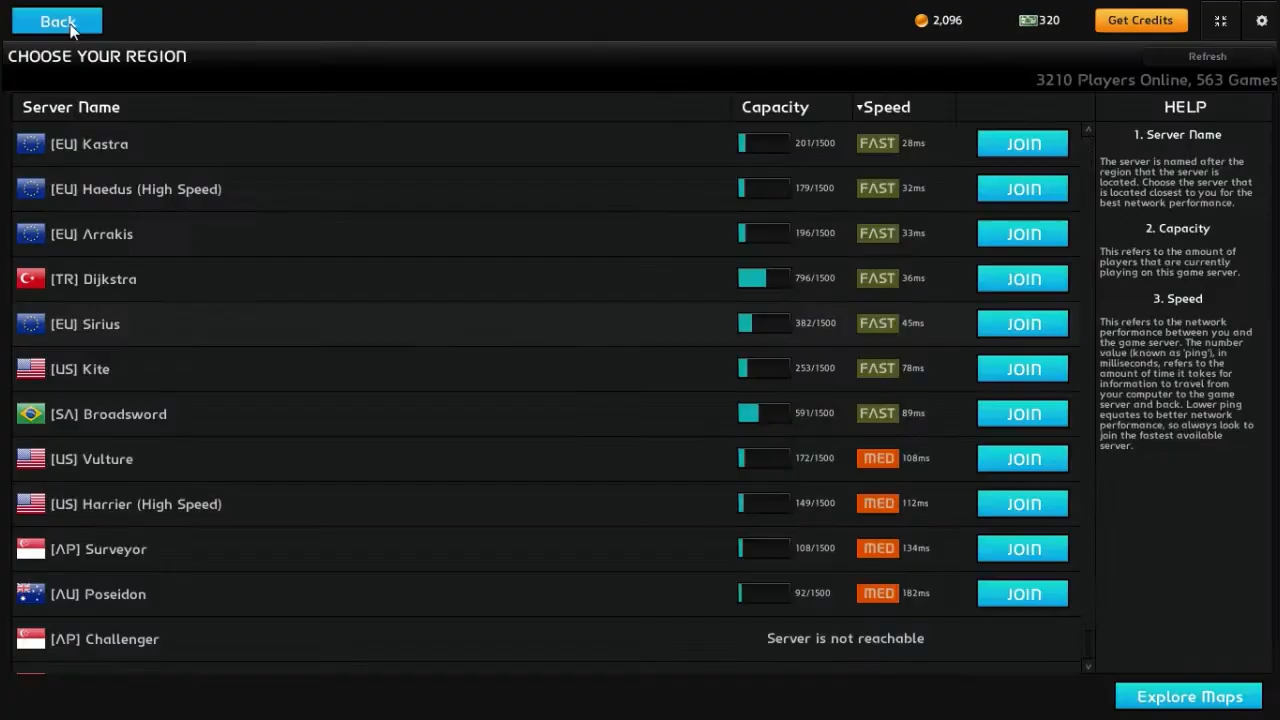 Back
2,096
320
Get Credits
CHOOSE YOUR REGION
Refresh
3210 Players Online, 563 Games
Server Name Capacity ▾Speed HELP
[EU] Kastra 201/1500 FAST 28ms JOIN
[EU] Haedus (High Speed) 179/1500 FAST 32ms JOIN
[EU] Arrakis 196/1500 FAST 33ms JOIN
[TR] Dijkstra 796/1500 FAST 36ms JOIN
[EU] Sirius 382/1500 FAST 45ms JOIN
[US] Kite 253/1500 FAST 78ms JOIN
[SA] Broadsword 591/1500 FAST 89ms JOIN
[US] Vulture 172/1500 MED 108ms JOIN
[US] Harrier (High Speed) 149/1500 MED 112ms JOIN
[AP] Surveyor 108/1500 MED 134ms JOIN
[AU] Poseidon 92/1500 MED 182ms JOIN
[AP] Challenger Server is not reachable
1. Server Name
The server is named after the
region that the server is
located. Choose the server that
is located closest to you for the
best network performance.
2. Capacity
This refers to the amount of
players that are currently
playing on this game server.
3. Speed
This refers to the network
performance between you and
the game server. The number
value (known as 'ping'), in
milliseconds, refers to the
amount of time it takes for
information to travel from
your computer to the game
server and back. Lower ping
equates to better network
performance, so always look to
join the fastest available
server.
Explore Maps